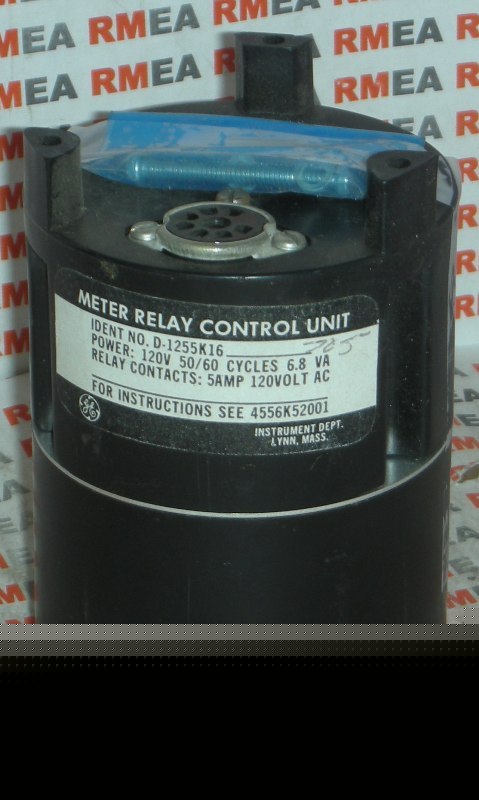 RMEA RMEA RMEA
RMEA RMEA RMEA
METER RELAY CONTROL UNIT
IDENT NO. D-1255K16
POWER: 120V 50/60 CYCLES 6.8 VA
RELAY CONTACTS: 5AMP 120VOLT AC
FOR INSTRUCTIONS SEE 4556K52001
GE
INSTRUMENT DEPT.
LYNN, MASS.